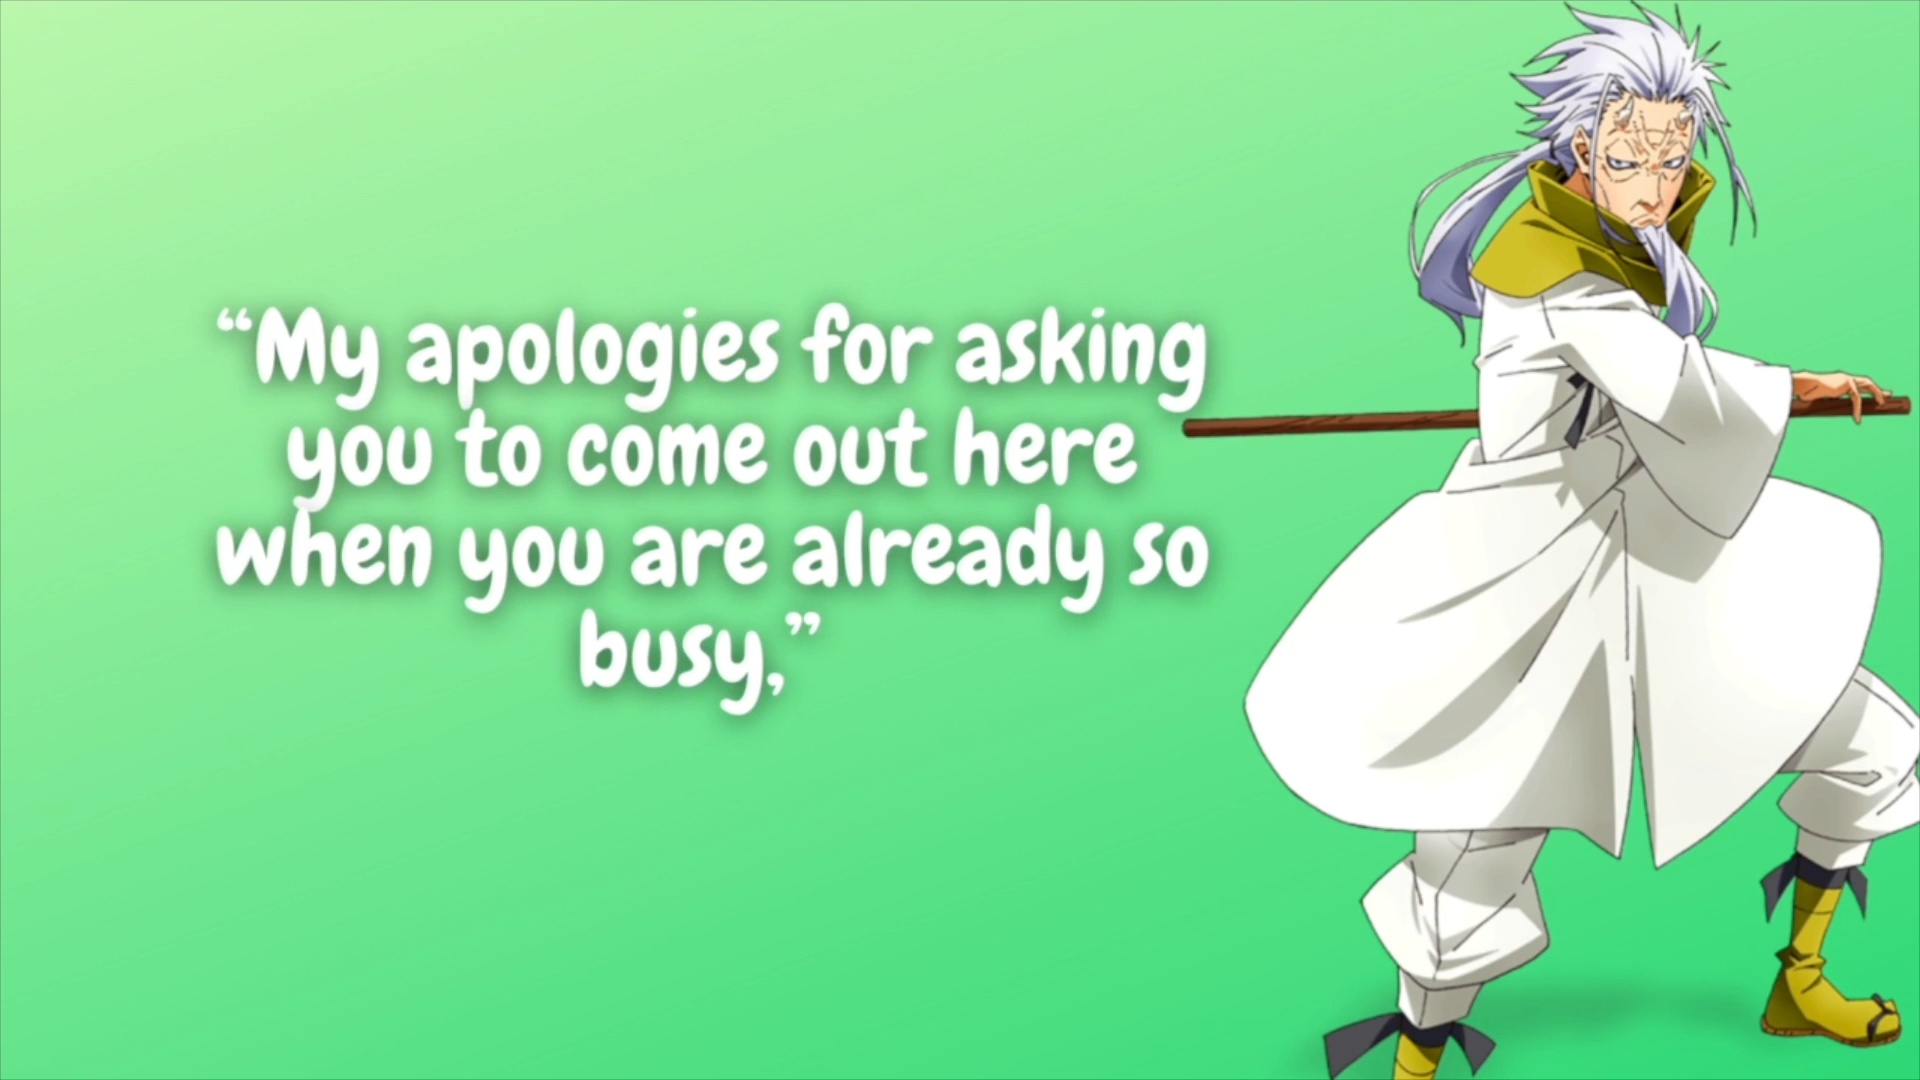 “My apologies for asking
you to come out here
when you are already so
busy,”